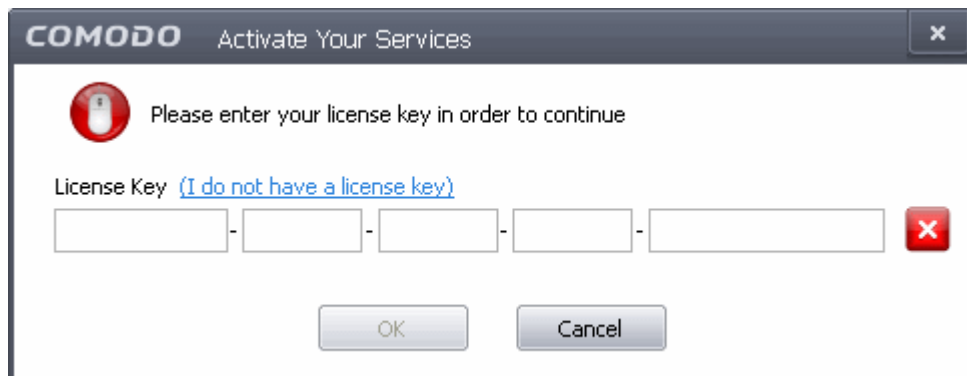 COMODO Activate Your Services
Please enter your license key in order to continue
License Key (I do not have a license key)
- - - -
OK Cancel